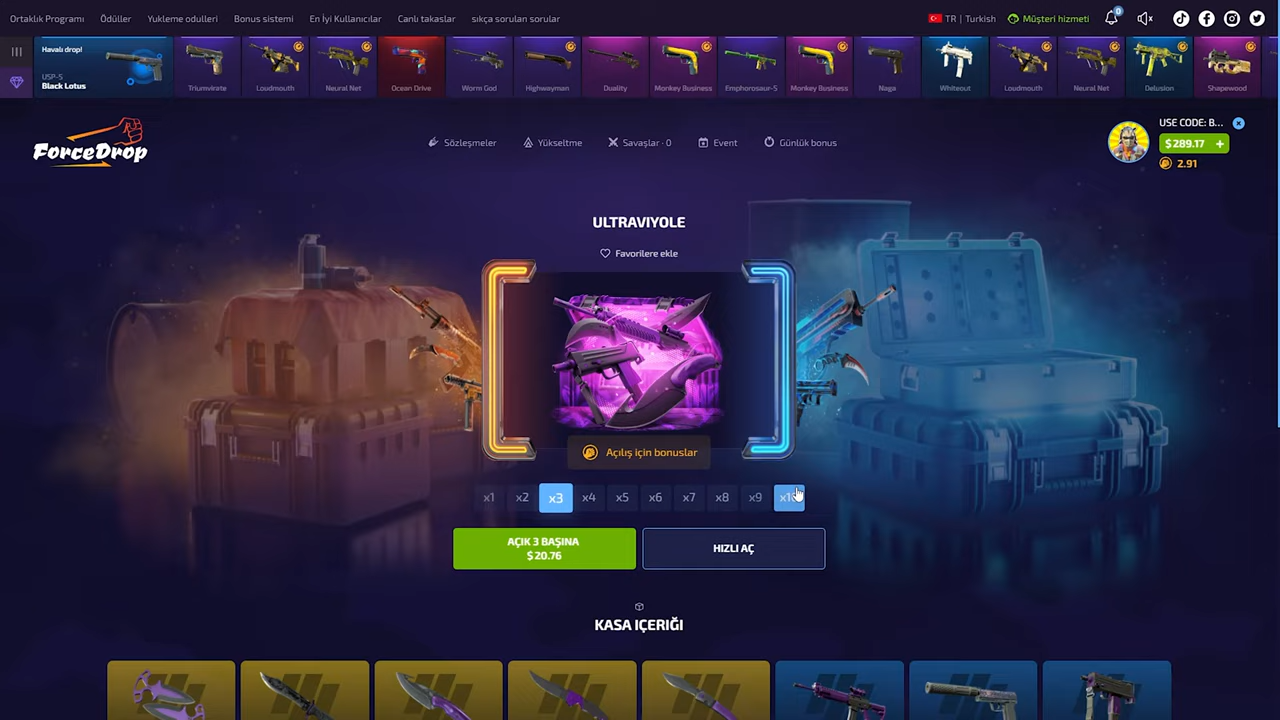 Ortaklık Programı
Ödüller
Yukleme odulleri
Bonus sistemi
En İyi Kullanıcılar
Canlı takaslar
sıkça sorulan sorular
TR | Turkish
Müşteri hizmeti
0
Havalı drop!
USP-S
Black Lotus
Triumvirate
Loudmouth
Neural Net
Ocean Drive
Worm God
Highwayman
Duality
Monkey Business
Emphorosaur-S
Monkey Business
Naga
Whiteout
Loudmouth
Neural Net
Delusion
Shapewood
ForceDrop
Sözleşmeler
Yükseltme
Savaşlar · 0
Event
Günlük bonus
USE CODE: B...
$289.17 +
2.91
ULTRAVIYOLE
Favorilere ekle
Açılış için bonuslar
x1
x2
x3
x4
x5
x6
x7
x8
x9
x10
AÇIK 3 BAŞINA
$20.76
HIZLI AÇ
KASA IÇERIĞI